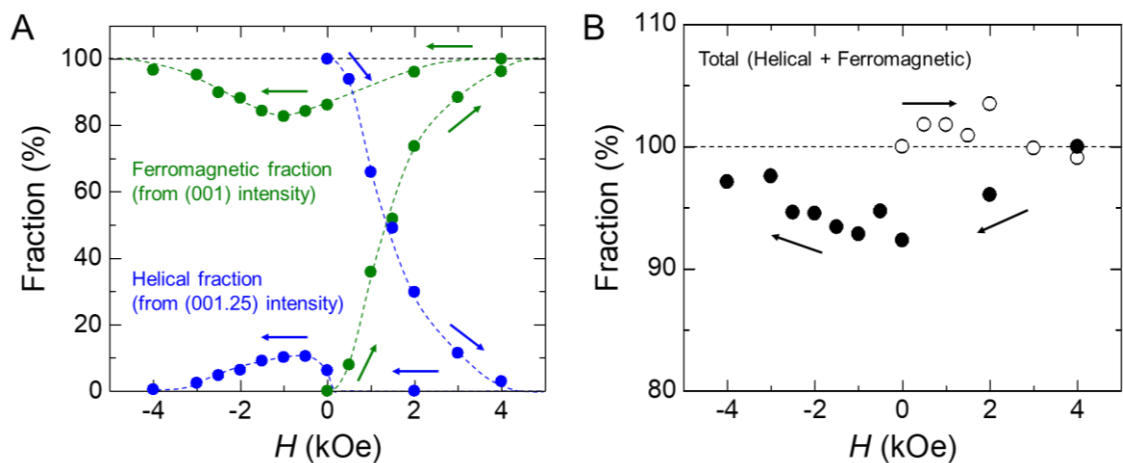 A
Fraction (%)
100
80
60
40
20
0
Ferromagnetic fraction
(from (001) intensity)
Helical fraction
(from (001.25) intensity)
-4 -2 0 2 4
H (kOe)
B
Fraction (%)
110
100
90
80
Total (Helical + Ferromagnetic)
-4 -2 0 2 4
H (kOe)